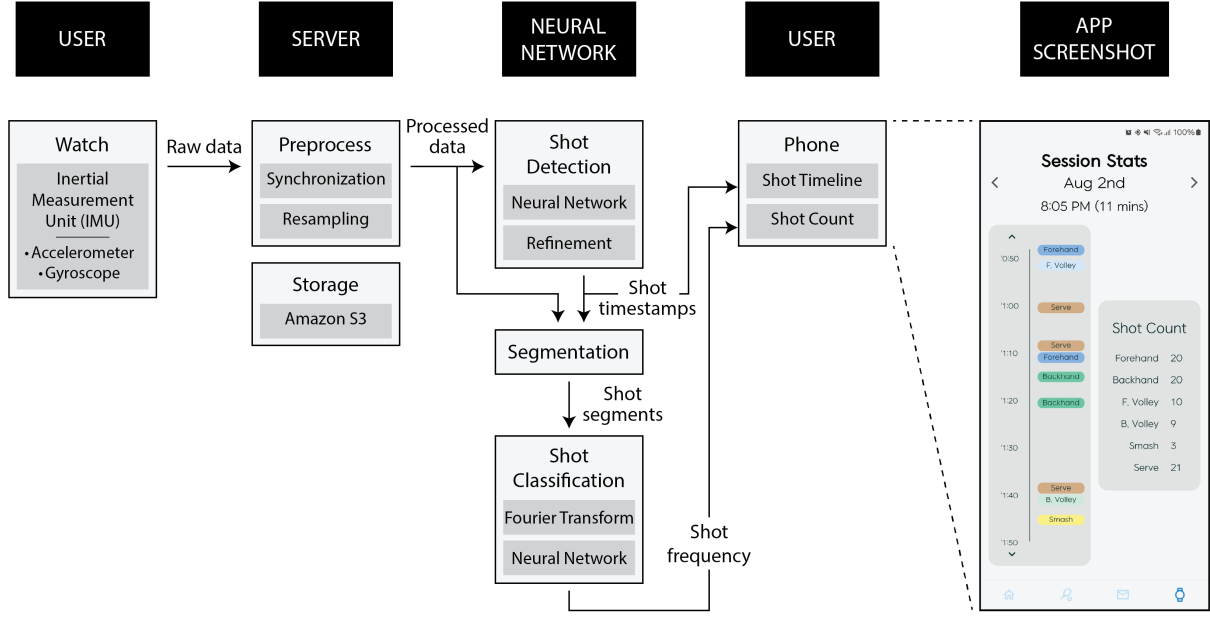 USER
SERVER
NEURAL
NETWORK
USER
APP
SCREENSHOT
Watch
Inertial
Measurement
Unit (IMU)
•Accelerometer
•Gyroscope
Raw data
Preprocess
Synchronization
Resampling
Storage
Amazon S3
Processed
data
Shot
Detection
Neural Network
Refinement
Shot
timestamps
Segmentation
Shot
segments
Shot
Classification
Fourier Transform
Neural Network
Shot
frequency
Phone
Shot Timeline
Shot Count
100%
Session Stats
Aug 2nd
8:05 PM (11 mins)
'0:50
Forehand
F. Volley
'1:00
Serve
'1:10
Serve
Forehand
Backhand
'1:20
Backhand
'1:30
'1:40
Serve
B. Volley
Smash
'1:50
Shot Count
Forehand 20
Backhand 20
F. Volley 10
B. Volley 9
Smash 3
Serve 21